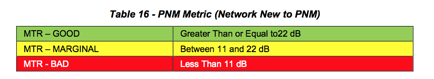 Table 16 - PNM Metric (Network New to PNM)
MTR – GOOD Greater Than or Equal to22 dB
MTR – MARGINAL Between 11 and 22 dB
MTR - BAD Less Than 11 dB